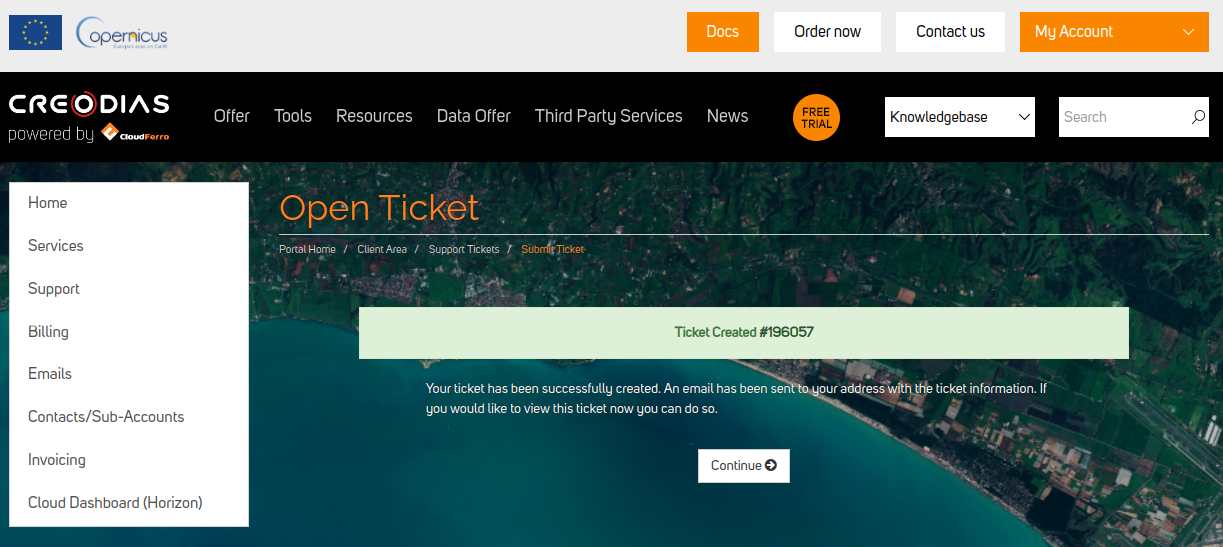 Copernicus
Europe's eyes on Earth
Docs
Order now
Contact us
My Account
CREODIAS
powered by CloudFerro
Offer
Tools
Resources
Data Offer
Third Party Services
News
FREE
TRIAL
Knowledgebase
Search
Home
Services
Support
Billing
Emails
Contacts/Sub-Accounts
Invoicing
Cloud Dashboard (Horizon)
Open Ticket
Portal Home / Client Area / Support Tickets / Submit Ticket
Ticket Created #196057
Your ticket has been successfully created. An email has been sent to your address with the ticket information. If
you would like to view this ticket now you can do so.
Continue